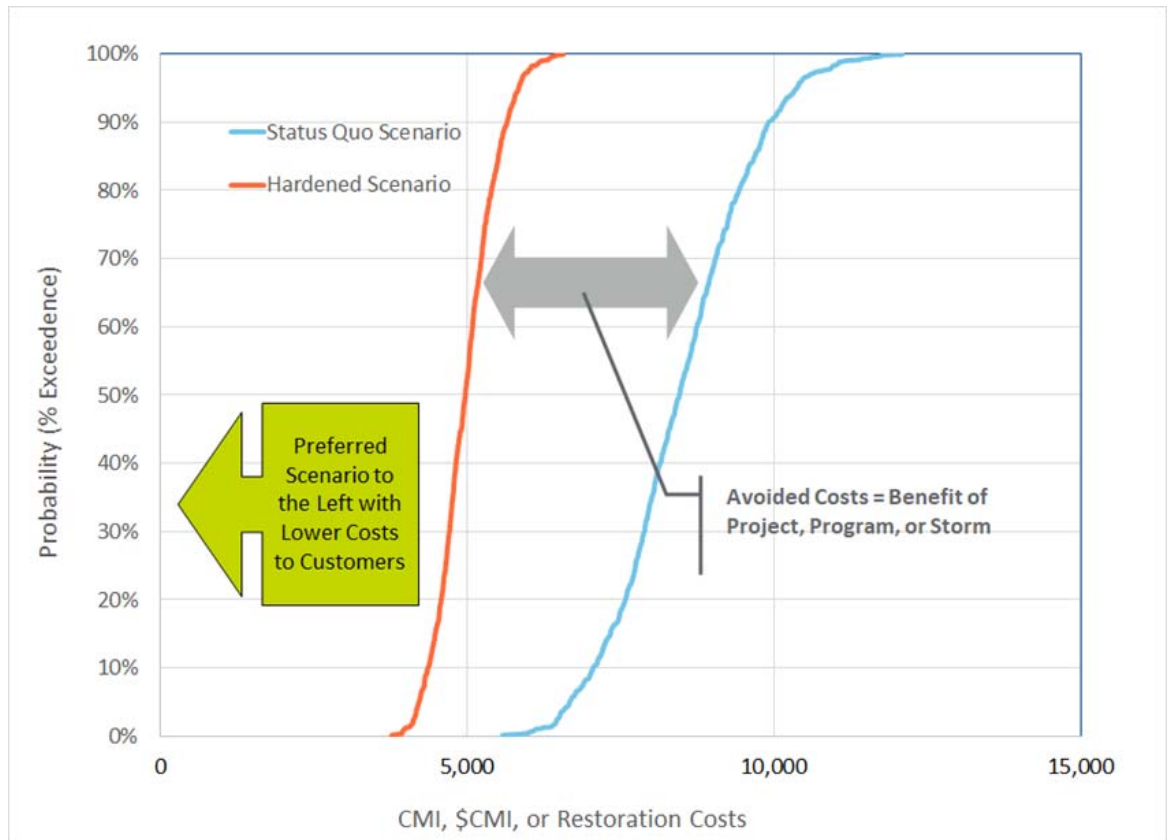 100%
90%
80%
70%
60%
50%
40%
30%
20%
10%
0%
Probability (% Exceedence)
Status Quo Scenario
Hardened Scenario
Preferred
Scenario to
the Left with
Lower Costs
to Customers
Avoided Costs = Benefit of
Project, Program, or Storm
0
5,000
10,000
15,000
CMI, $CMI, or Restoration Costs